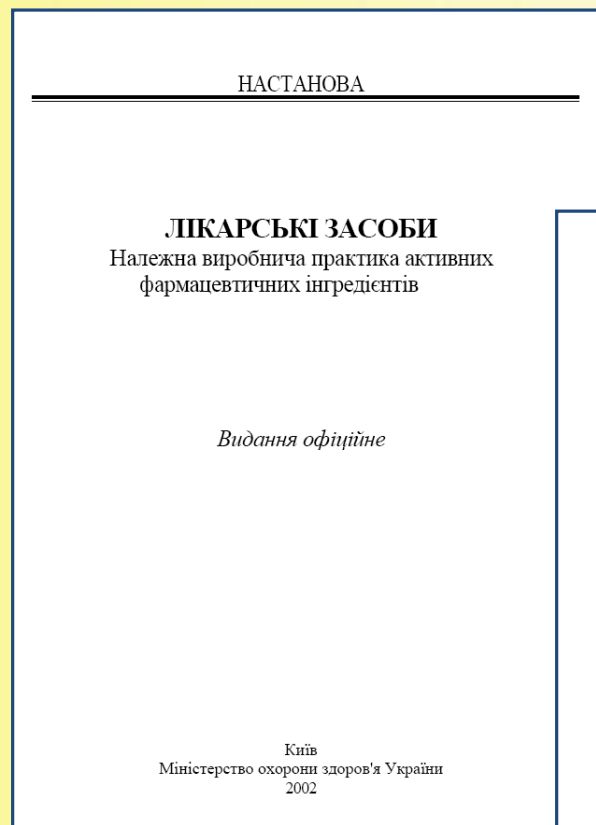 НАСТАНОВА
ЛІКАРСЬКІ ЗАСОБИ
Належна виробнича практика активних
фармацевтичних інгредієнтів
Видання офіційне
Київ
Міністерство охорони здоров'я України
2002